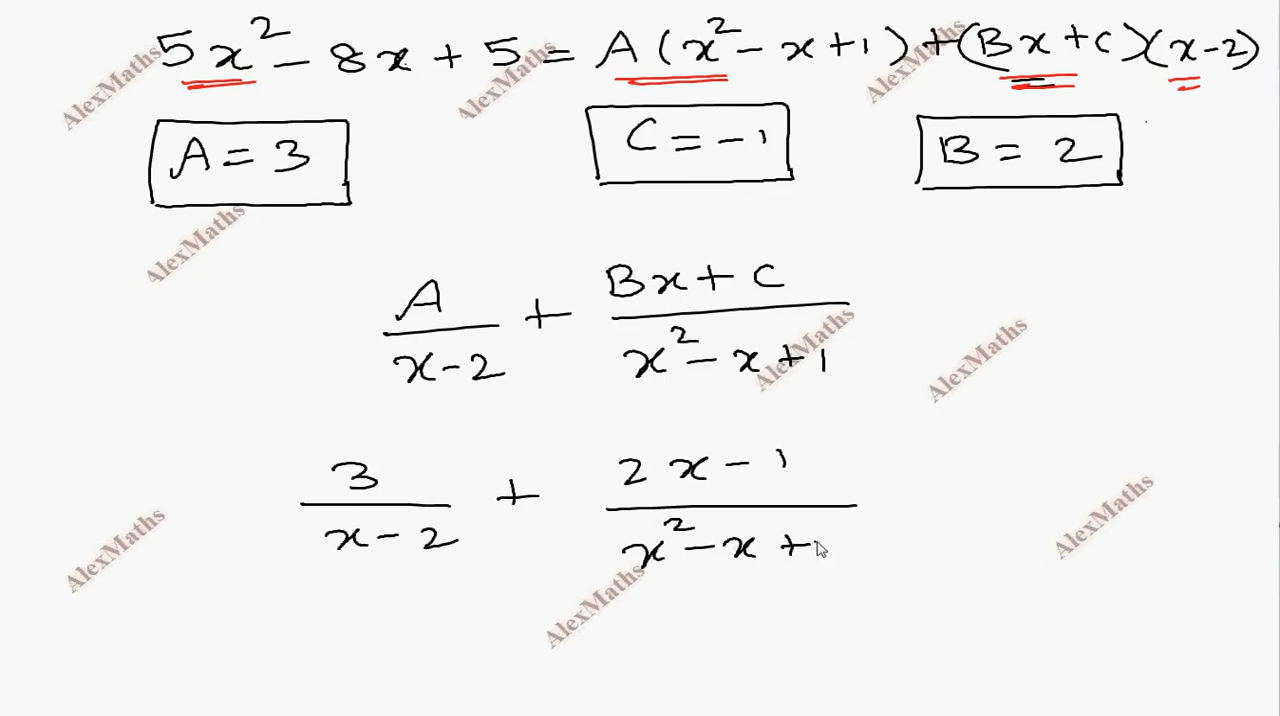 5x² - 8x + 5 = A(x² - x + 1) + (Bx + C)(x - 2)
AlexMaths AlexMaths AlexMaths
A = 3 C = -1 B = 2
AlexMaths
A/(x - 2) + (Bx + C)/(x² - x + 1)
AlexMaths AlexMaths
3/(x - 2) + (2x - 1)/(x² - x +
AlexMaths AlexMaths AlexMaths